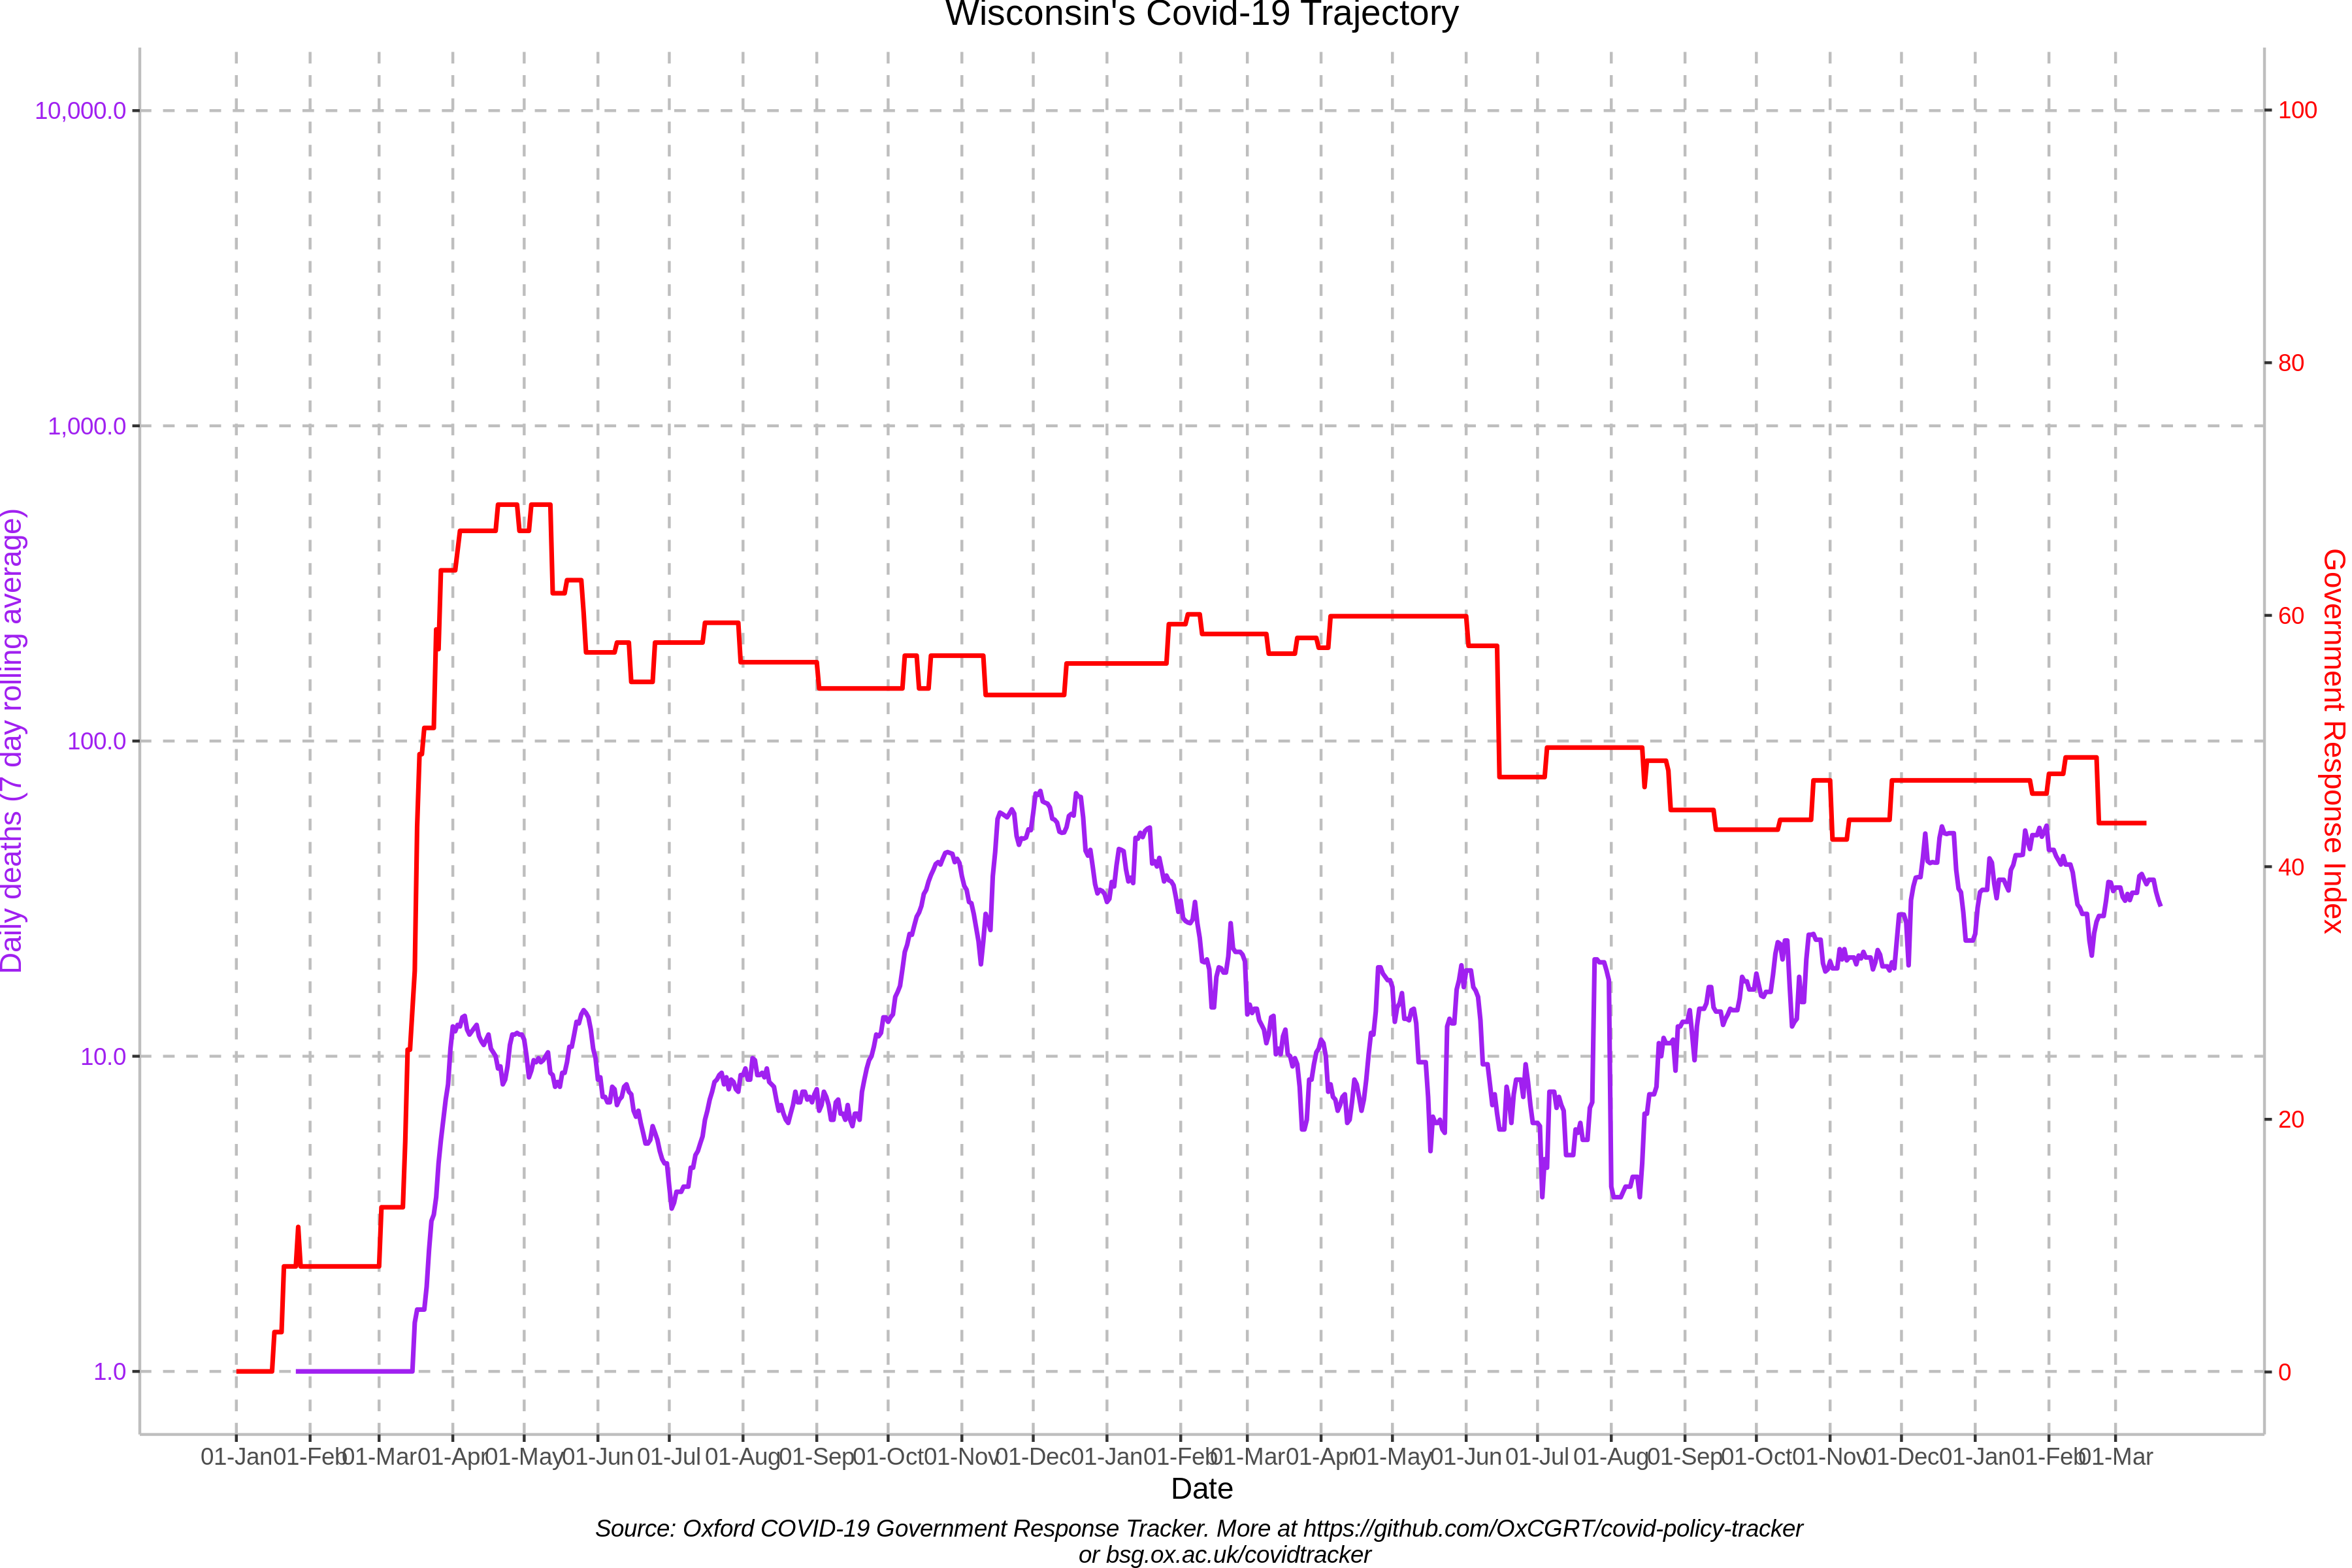 Wisconsin's Covid-19 Trajectory
10,000.0
1,000.0
100.0
10.0
1.0
Daily deaths (7 day rolling average)
100
80
60
40
20
0
Government Response Index
01-Jan 01-Feb 01-Mar 01-Apr 01-May 01-Jun 01-Jul 01-Aug 01-Sep 01-Oct 01-Nov 01-Dec 01-Jan 01-Feb 01-Mar 01-Apr 01-May 01-Jun 01-Jul 01-Aug 01-Sep 01-Oct 01-Nov 01-Dec 01-Jan 01-Feb 01-Mar
Date
Source: Oxford COVID-19 Government Response Tracker. More at https://github.com/OxCGRT/covid-policy-tracker
or bsg.ox.ac.uk/covidtracker